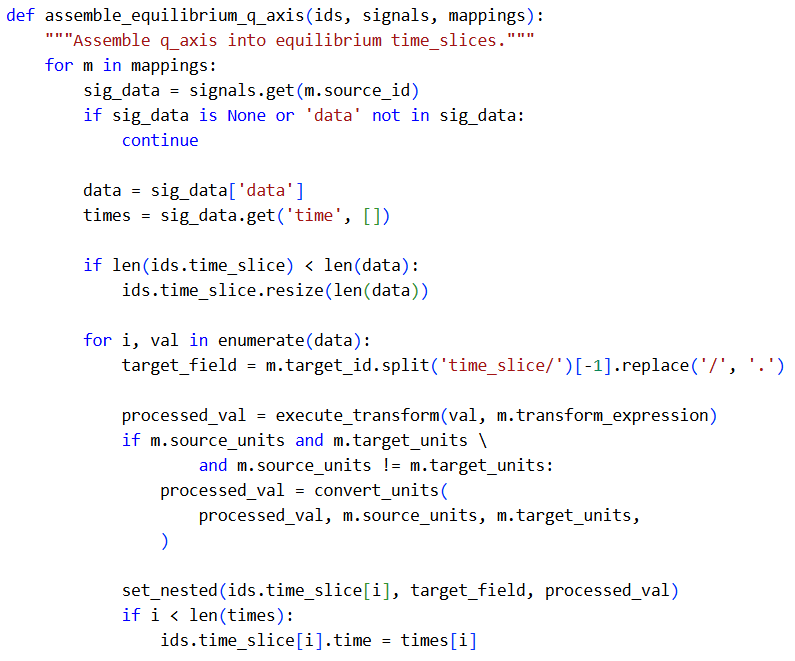 def assemble_equilibrium_q_axis(ids, signals, mappings):
    """Assemble q_axis into equilibrium time_slices."""
    for m in mappings:
        sig_data = signals.get(m.source_id)
        if sig_data is None or 'data' not in sig_data:
            continue

        data = sig_data['data']
        times = sig_data.get('time', [])

        if len(ids.time_slice) < len(data):
            ids.time_slice.resize(len(data))

        for i, val in enumerate(data):
            target_field = m.target_id.split('time_slice/')[-1].replace('/', '.')

            processed_val = execute_transform(val, m.transform_expression)
            if m.source_units and m.target_units \
                    and m.source_units != m.target_units:
                processed_val = convert_units(
                    processed_val, m.source_units, m.target_units,
                )

            set_nested(ids.time_slice[i], target_field, processed_val)
            if i < len(times):
                ids.time_slice[i].time = times[i]